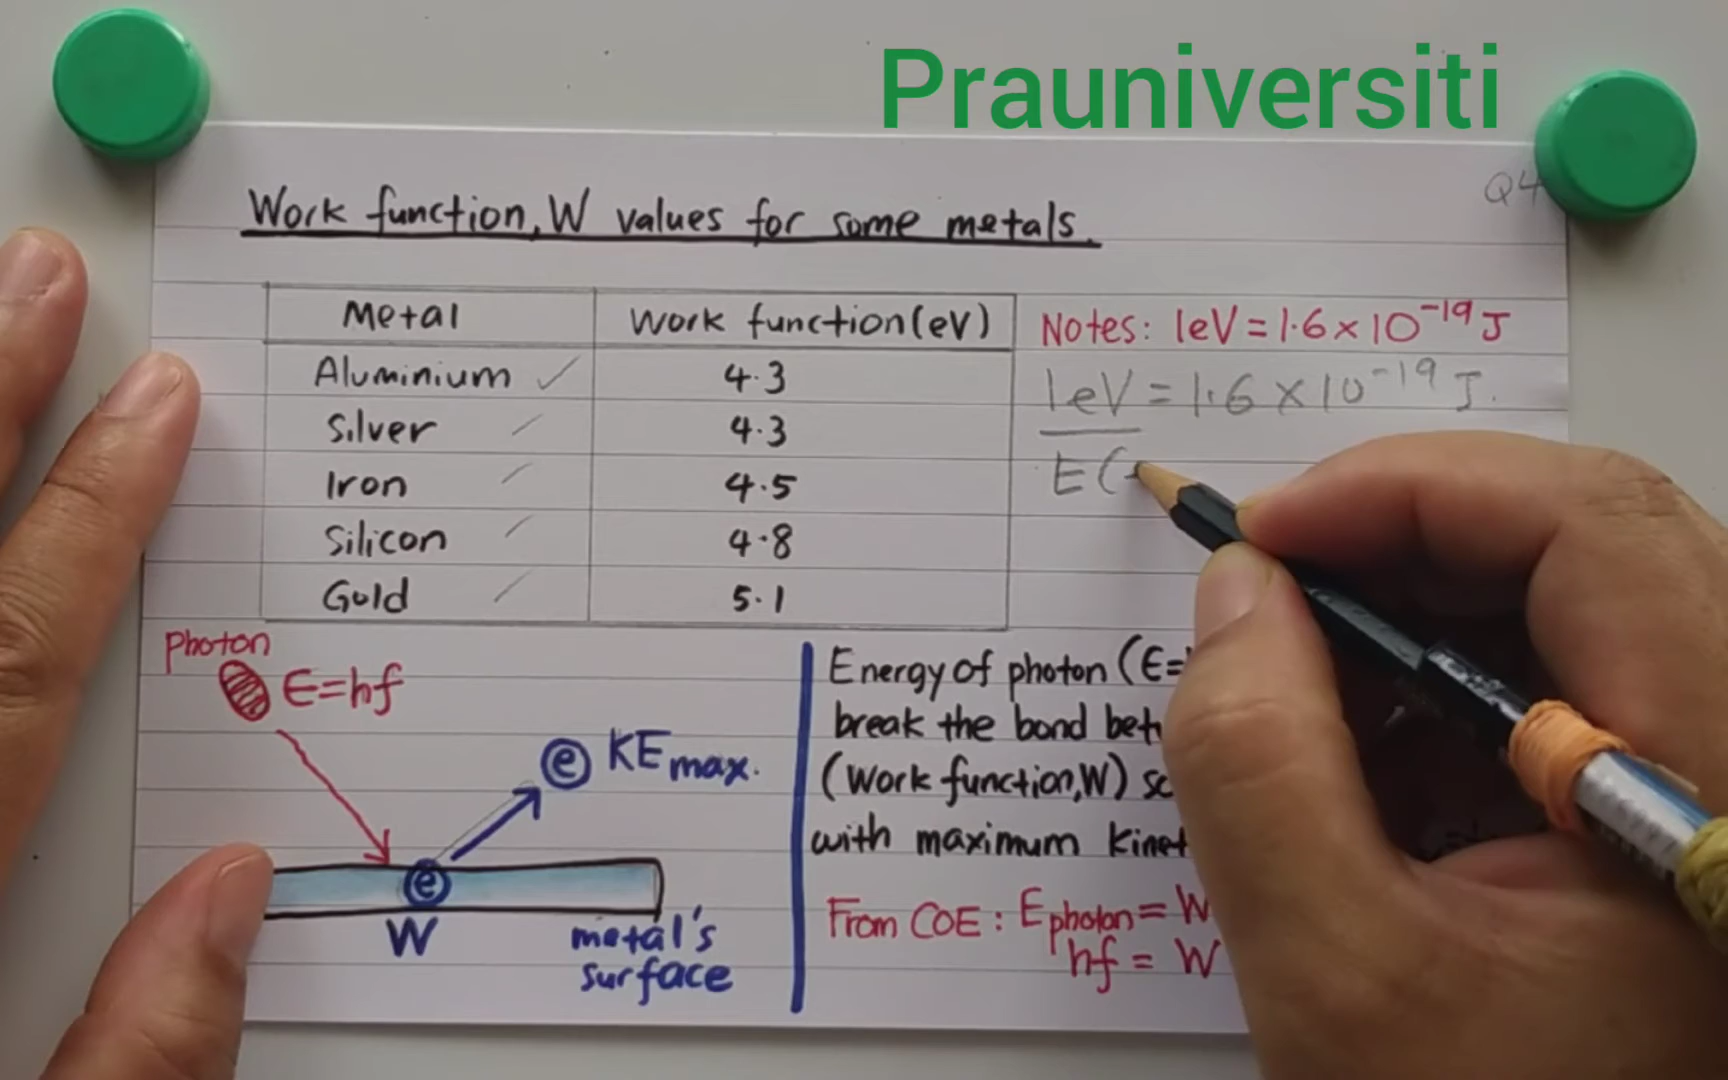 Prauniversiti
Q4
Work function, W values for some metals.
Metal Work function(eV)
Aluminium ✓ 4.3
Silver 4.3
Iron 4.5
Silicon 4.8
Gold 5.1
Notes: 1eV = 1.6 × 10⁻¹⁹ J
1eV = 1.6 × 10⁻¹⁹ J.
E(
Photon
E=hf
e KE max.
e
W
metal's
surface
Energy of photon (E=
break the bond bet
(Work function,W) so
with maximum kinet
From COE: Ephoton = W
hf = W